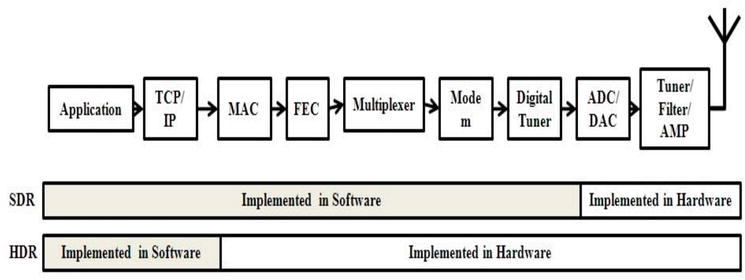 Application
TCP/
IP
MAC
FEC
Multiplexer
Mode
m
Digital
Tuner
ADC/
DAC
Tuner/
Filter/
AMP
SDR
Implemented in Software
Implemented in Hardware
HDR
Implemented in Software
Implemented in Hardware